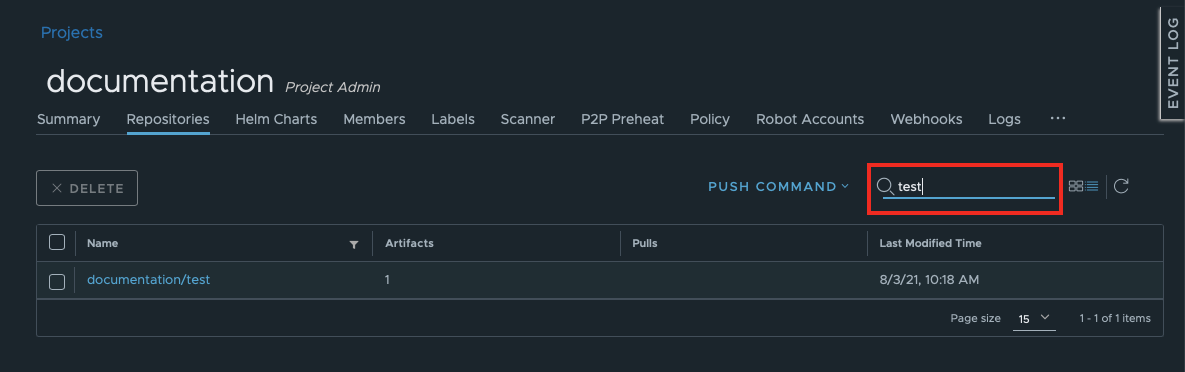 Projects
EVENT LOG
documentation Project Admin
Summary Repositories Helm Charts Members Labels Scanner P2P Preheat Policy Robot Accounts Webhooks Logs ...
DELETE PUSH COMMAND test
Name Artifacts Pulls Last Modified Time
documentation/test 1 8/3/21, 10:18 AM
Page size 15 1 - 1 of 1 items